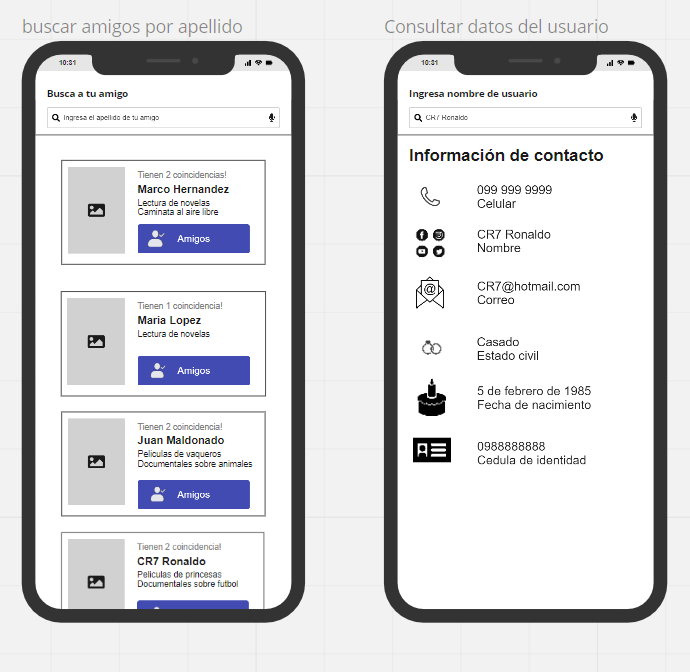 buscar amigos por apellido
10:31
Busca a tu amigo
Ingresa el apellido de tu amigo
Tienen 2 coincidencias!
Marco Hernandez
Lectura de novelas
Caminata al aire libre
Amigos
Tienen 1 coincidencia!
Maria Lopez
Lectura de novelas
Amigos
Tienen 2 coincidencia!
Juan Maldonado
Peliculas de vaqueros
Documentales sobre animales
Amigos
Tienen 2 coincidencia!
CR7 Ronaldo
Peliculas de princesas
Documentales sobre futbol
Consultar datos del usuario
10:31
Ingresa nombre de usuario
CR7 Ronaldo
Información de contacto
099 999 9999
Celular
CR7 Ronaldo
Nombre
CR7@hotmail.com
Correo
Casado
Estado civil
5 de febrero de 1985
Fecha de nacimiento
0988888888
Cedula de identidad